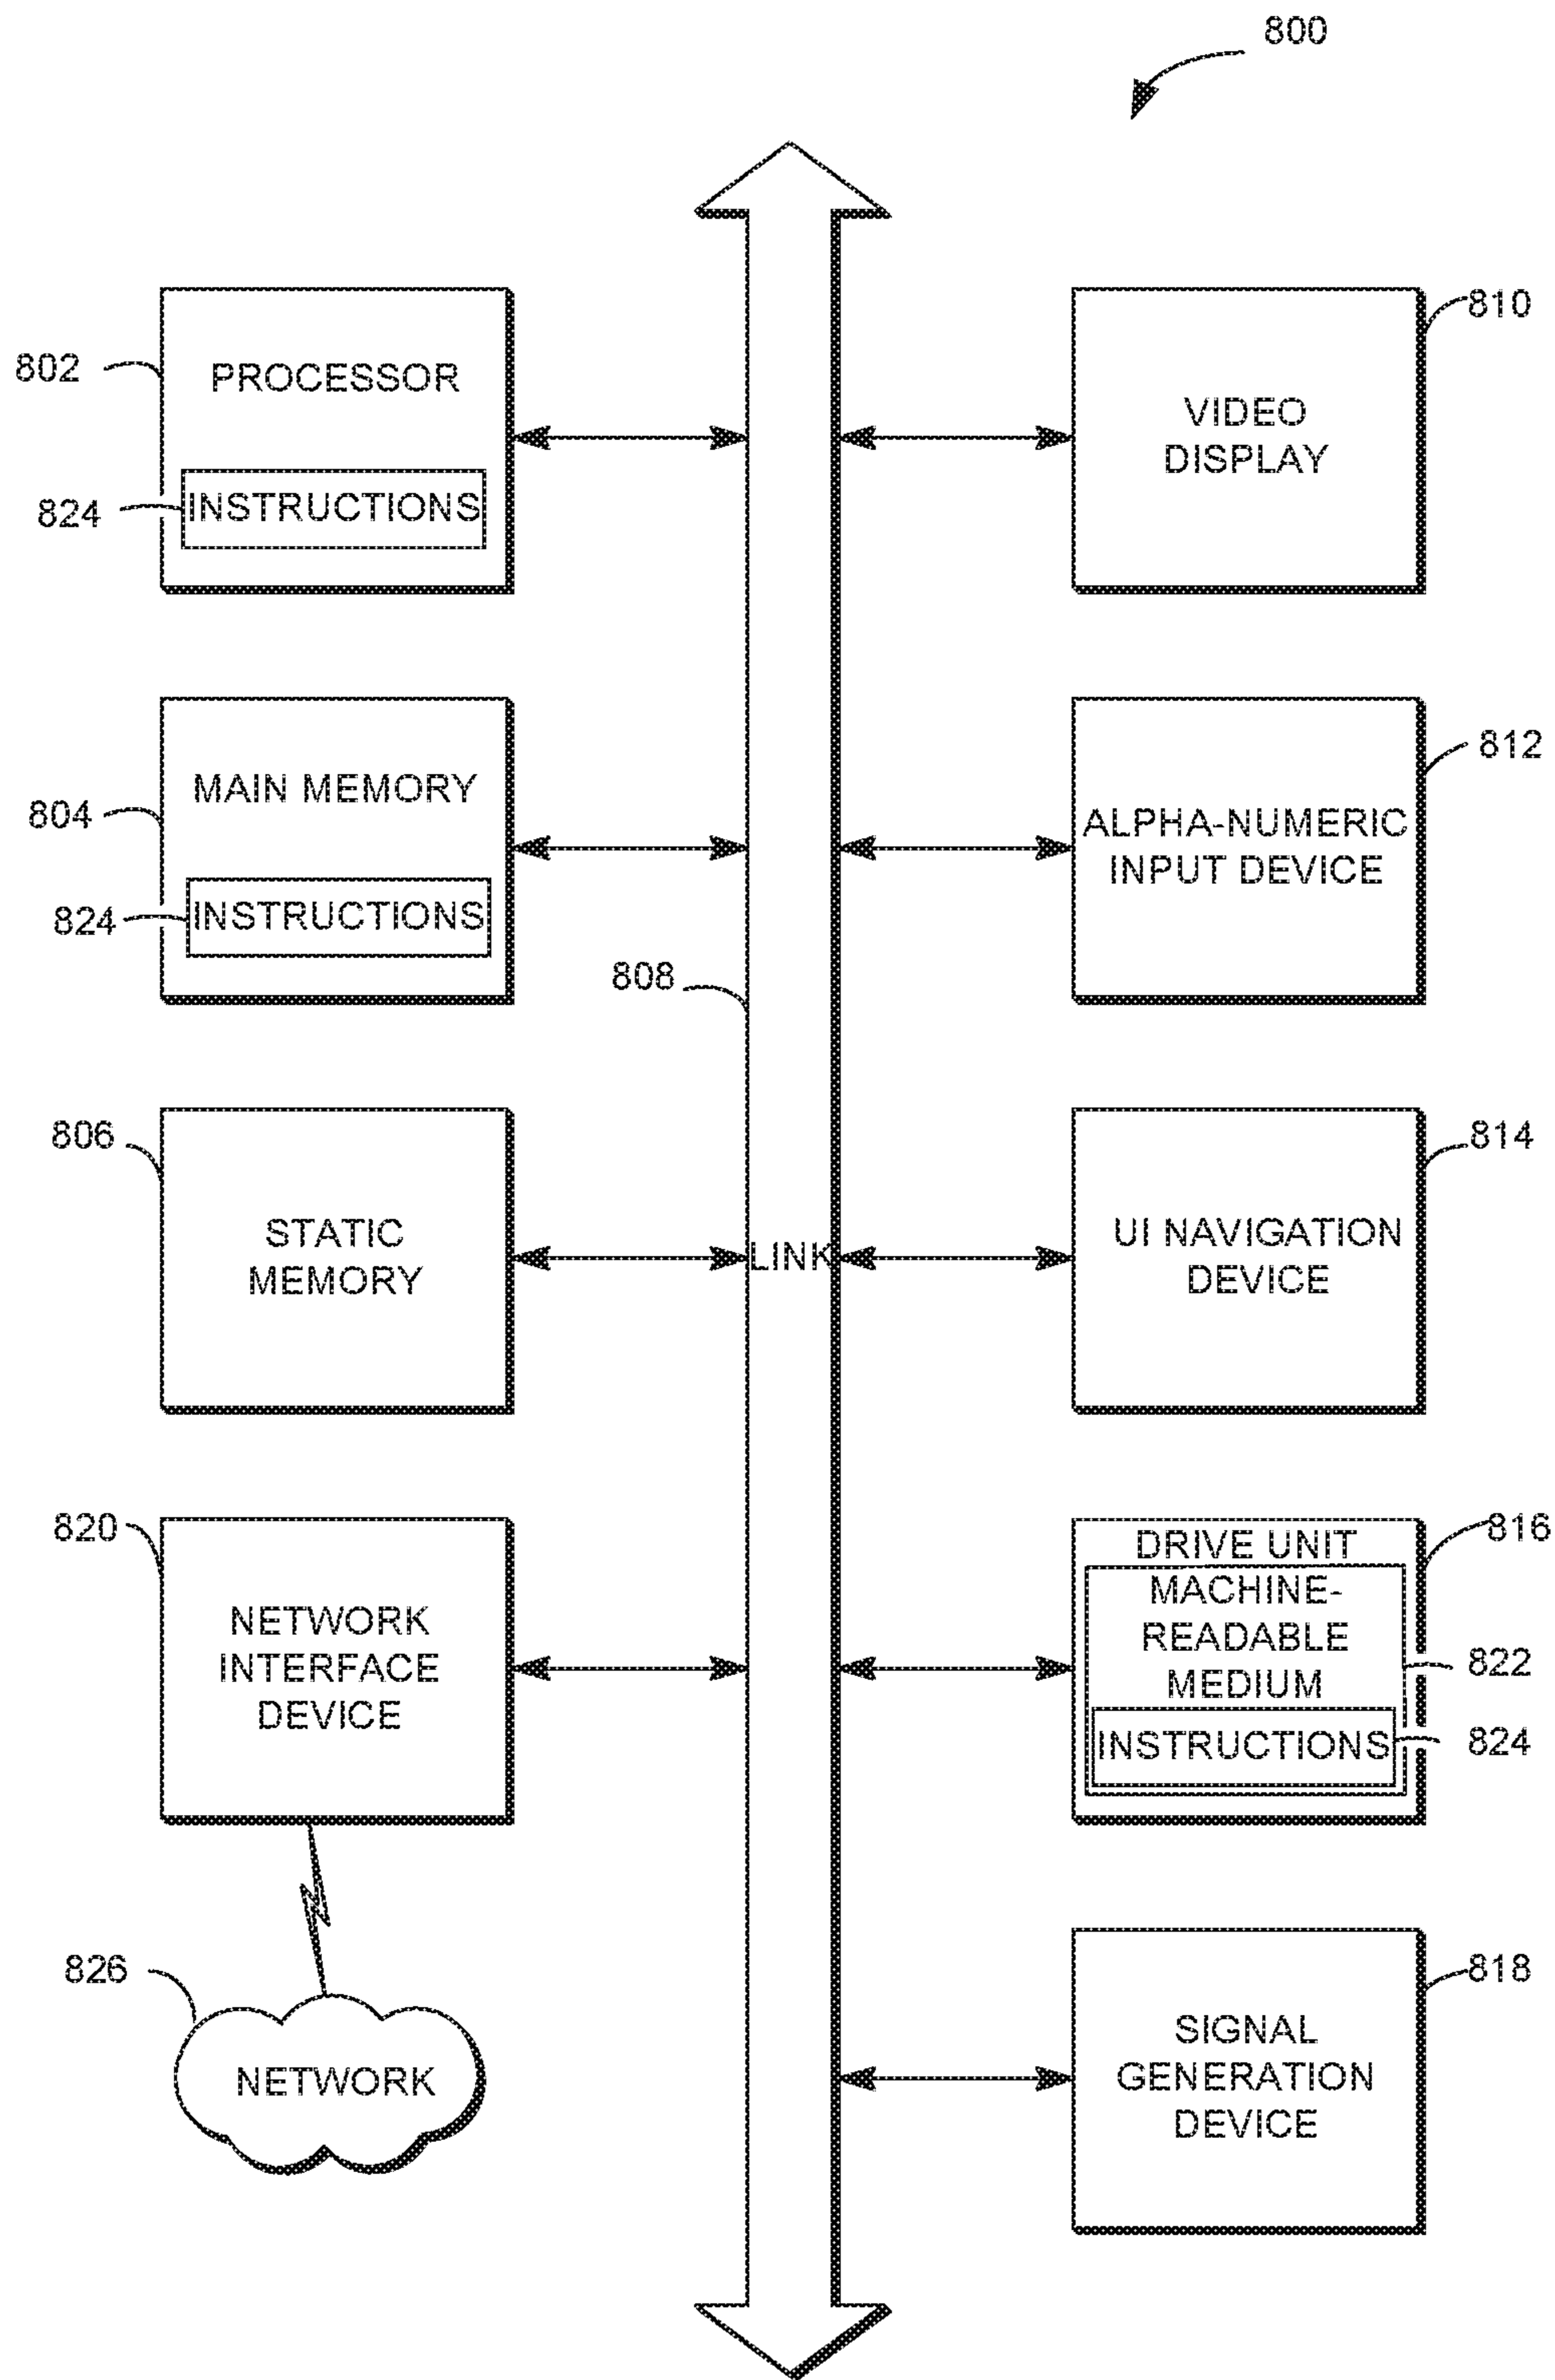 800
802
PROCESSOR
824
INSTRUCTIONS
810
VIDEO
DISPLAY
804
MAIN MEMORY
824
INSTRUCTIONS
808
812
ALPHA-NUMERIC
INPUT DEVICE
806
STATIC
MEMORY
LINK
814
UI NAVIGATION
DEVICE
820
NETWORK
INTERFACE
DEVICE
816
DRIVE UNIT
MACHINE-
READABLE
MEDIUM
822
INSTRUCTIONS
824
826
NETWORK
818
SIGNAL
GENERATION
DEVICE